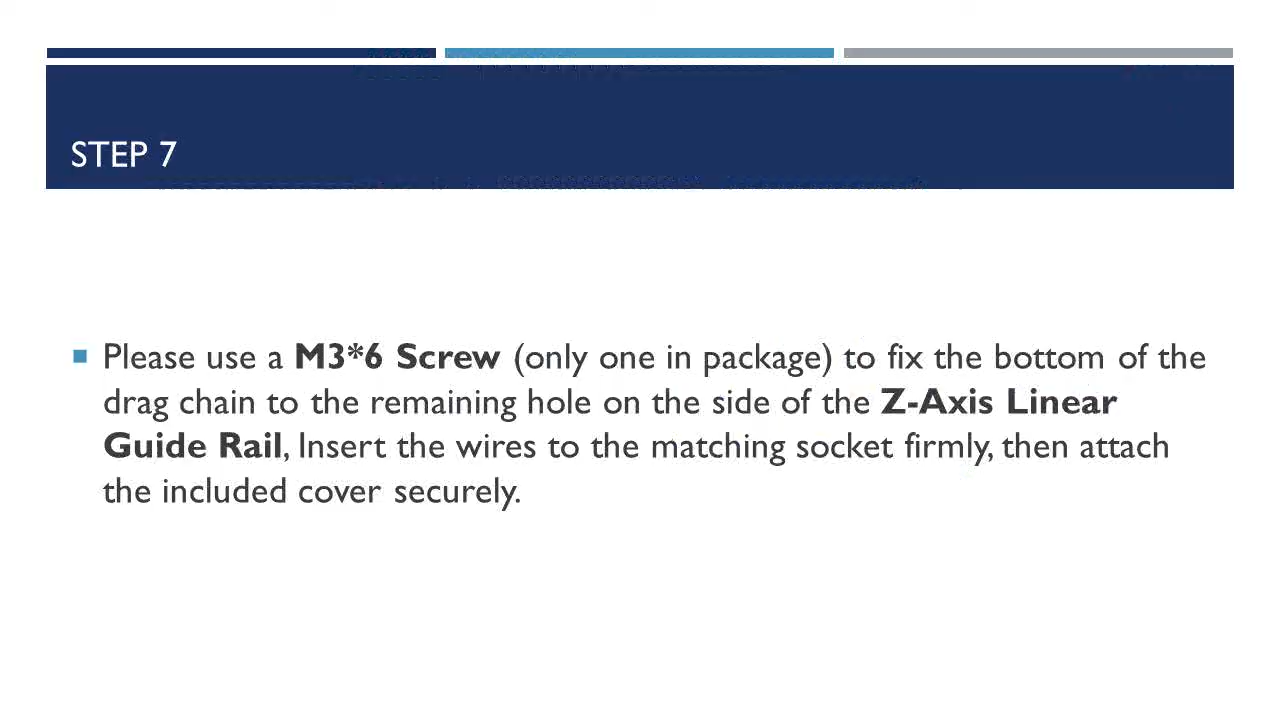 STEP 7
Please use a M3*6 Screw (only one in package) to fix the bottom of the
drag chain to the remaining hole on the side of the Z-Axis Linear
Guide Rail, Insert the wires to the matching socket firmly, then attach
the included cover securely.